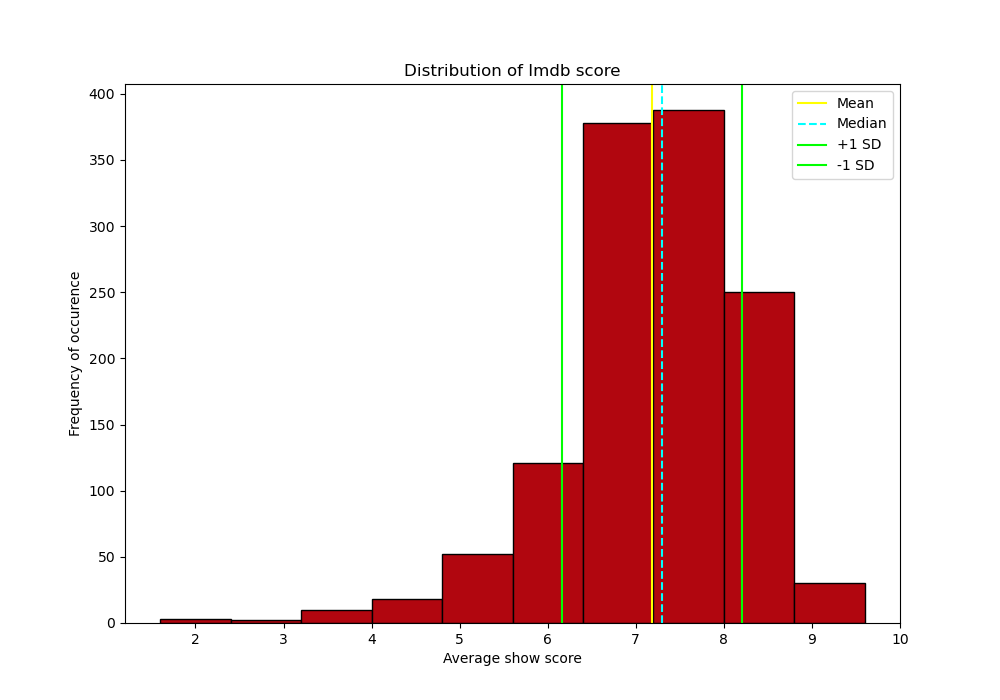 Distribution of Imdb score
Mean
Median
+1 SD
-1 SD
Frequency of occurence
400
350
300
250
200
150
100
50
0
2 3 4 5 6 7 8 9 10
Average show score